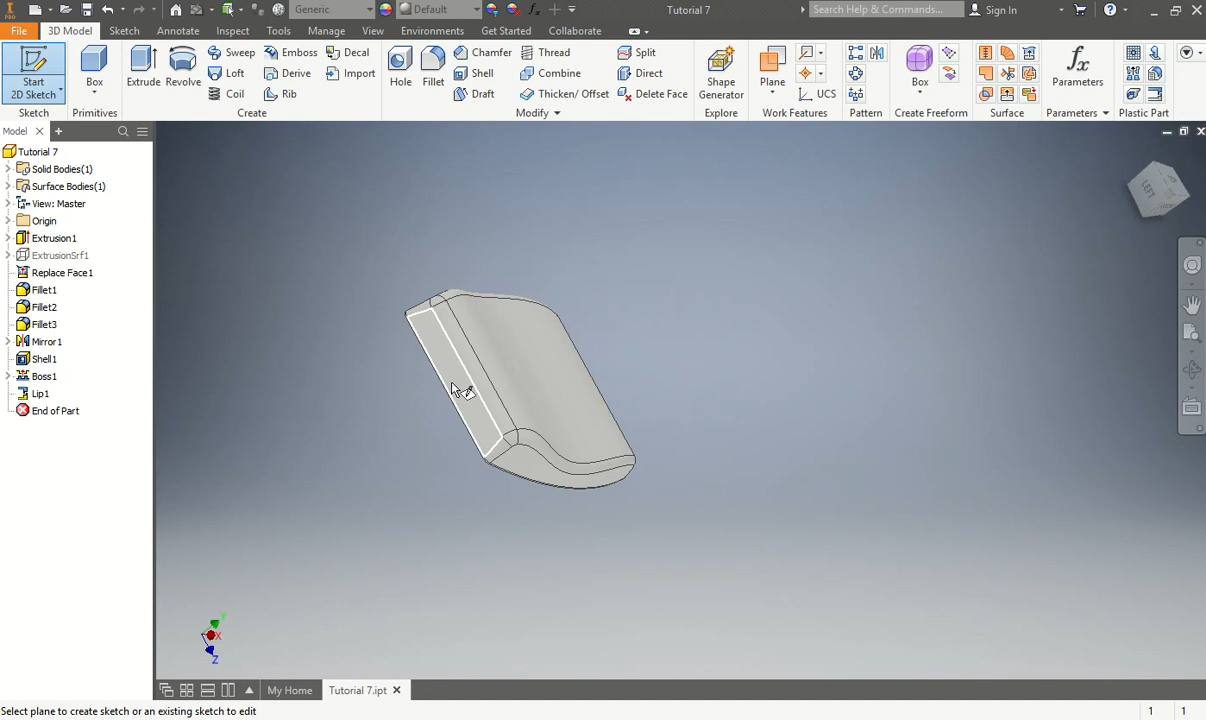 I PRO
Generic
Default
Tutorial 7
Search Help & Commands...
Sign In
File
3D Model
Sketch
Annotate
Inspect
Tools
Manage
View
Environments
Get Started
Collaborate
Start
2D Sketch
Box
Extrude
Revolve
Sweep
Loft
Coil
Emboss
Derive
Rib
Decal
Import
Hole
Fillet
Chamfer
Shell
Draft
Thread
Combine
Thicken/ Offset
Split
Direct
Delete Face
Shape
Generator
Plane
UCS
Box
fx
Parameters
Sketch
Primitives
Create
Modify
Explore
Work Features
Pattern
Create Freeform
Surface
Parameters
Plastic Part
Model
Tutorial 7
Solid Bodies(1)
Surface Bodies(1)
View: Master
Origin
Extrusion1
ExtrusionSrf1
Replace Face1
Fillet1
Fillet2
Fillet3
Mirror1
Shell1
Boss1
Lip1
End of Part
LEFT
Y
X
Z
My Home
Tutorial 7.ipt
Select plane to create sketch or an existing sketch to edit
1
1